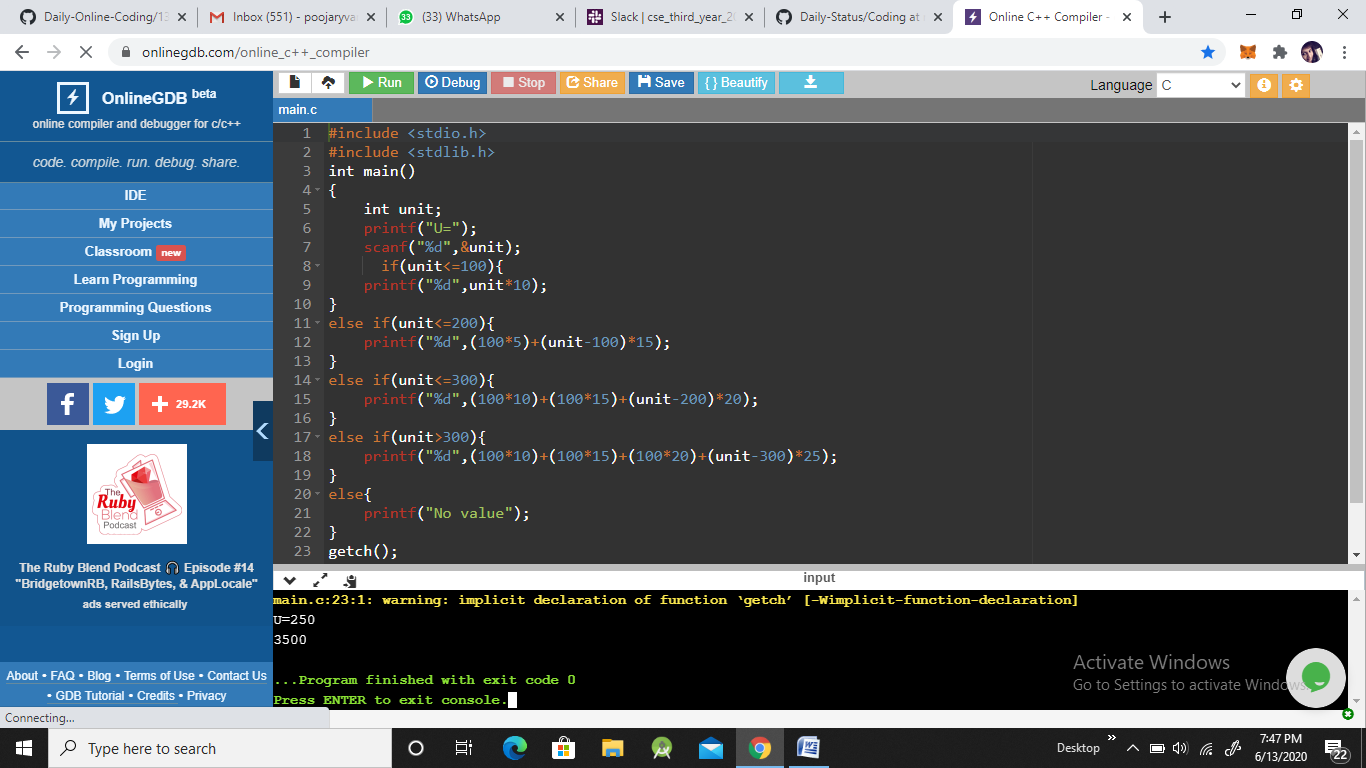 Daily-Online-Coding/13
Inbox (551) - poojaryva
(33) WhatsApp
Slack | cse_third_year_20
Daily-Status/Coding at
Online C++ Compiler -
onlinegdb.com/online_c++_compiler
OnlineGDB beta
online compiler and debugger for c/c++
code. compile. run. debug. share.
IDE
My Projects
Classroom new
Learn Programming
Programming Questions
Sign Up
Login
29.2K
The
Ruby
Blend
Podcast
The Ruby Blend Podcast 🎧 Episode #14
"BridgetownRB, RailsBytes, & AppLocale"
ads served ethically
About • FAQ • Blog • Terms of Use • Contact Us
• GDB Tutorial • Credits • Privacy
Connecting...
Run Debug Stop Share Save { } Beautify
Language C
main.c
1 #include <stdio.h>
2 #include <stdlib.h>
3 int main()
4 {
5 int unit;
6 printf("U=");
7 scanf("%d",&unit);
8 if(unit<=100){
9 printf("%d",unit*10);
10 }
11 else if(unit<=200){
12 printf("%d",(100*5)+(unit-100)*15);
13 }
14 else if(unit<=300){
15 printf("%d",(100*10)+(100*15)+(unit-200)*20);
16 }
17 else if(unit>300){
18 printf("%d",(100*10)+(100*15)+(100*20)+(unit-300)*25);
19 }
20 else{
21 printf("No value");
22 }
23 getch();
input
main.c:23:1: warning: implicit declaration of function ‘getch’ [-Wimplicit-function-declaration]
U=250
3500
...Program finished with exit code 0
Press ENTER to exit console.
Activate Windows
Go to Settings to activate Windows.
Type here to search
Desktop
7:47 PM
6/13/2020
22